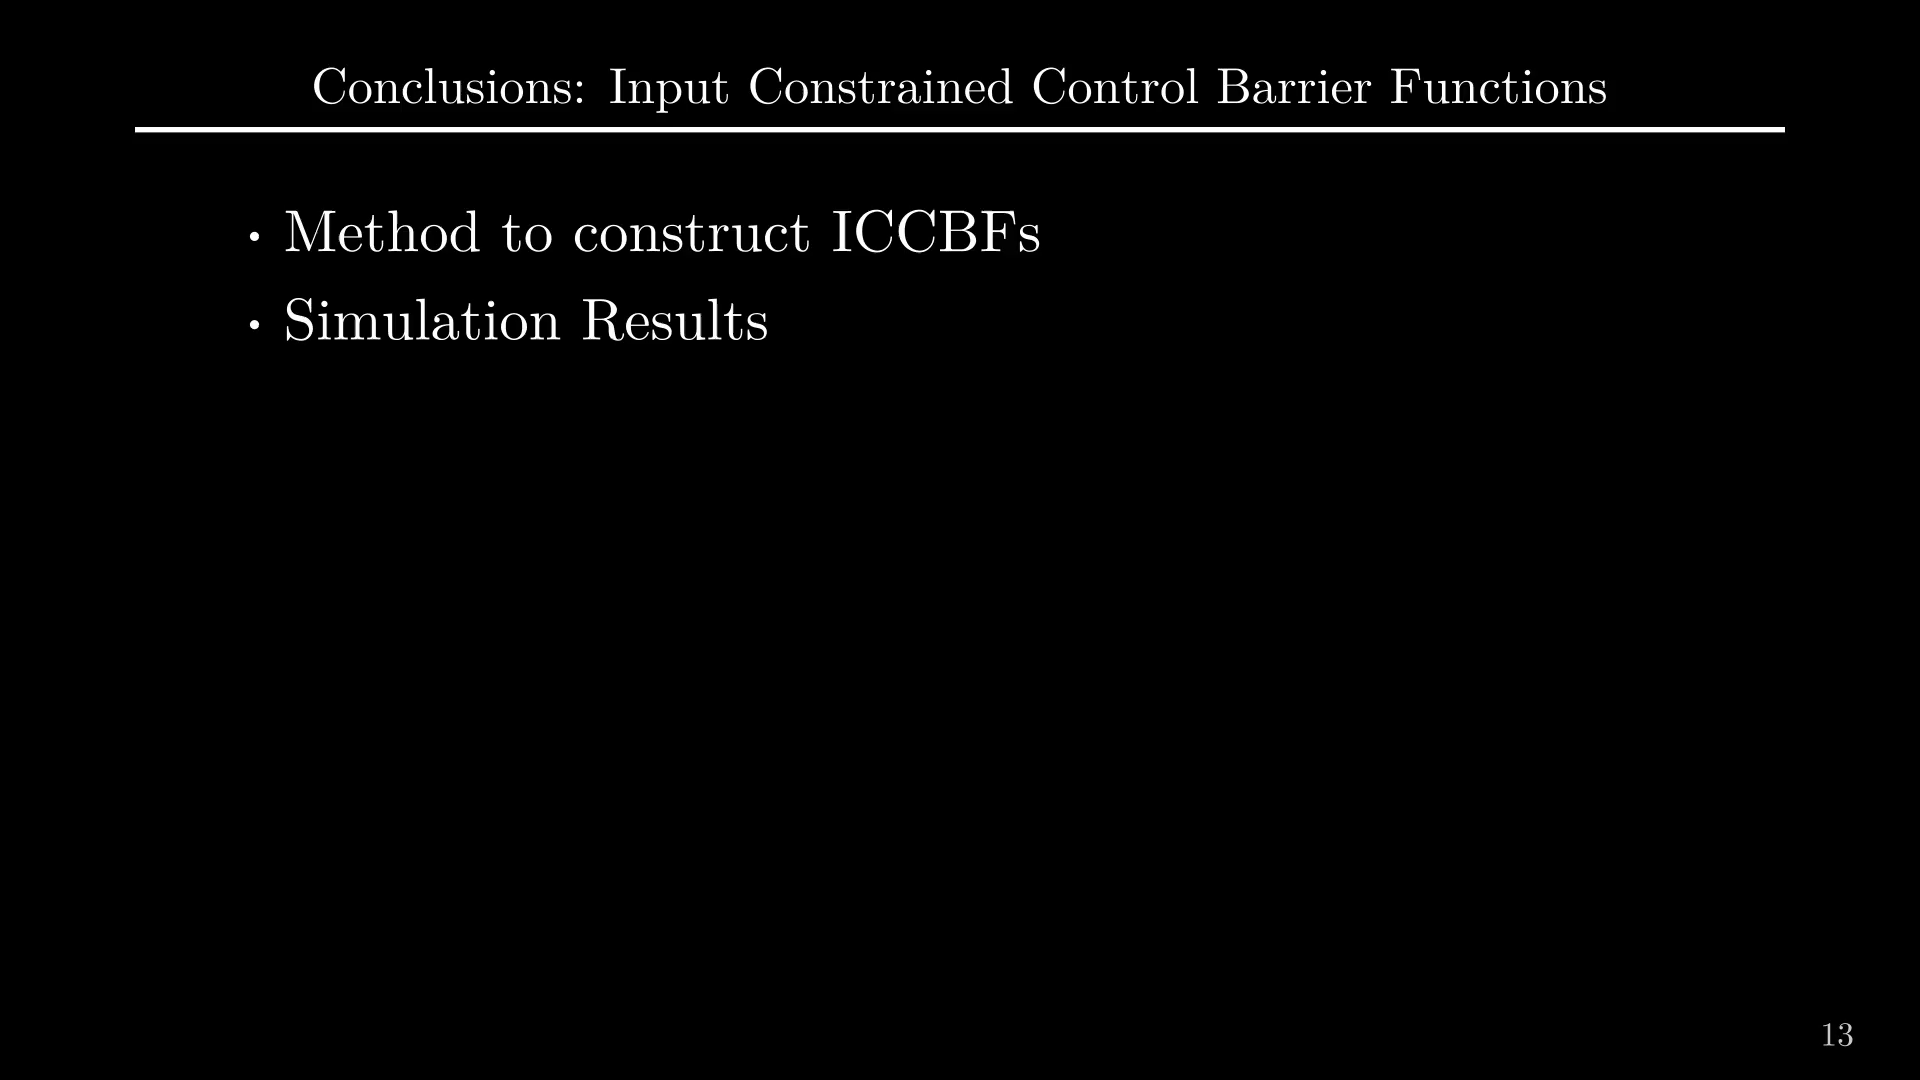 Conclusions: Input Constrained Control Barrier Functions
• Method to construct ICCBFs
• Simulation Results
13